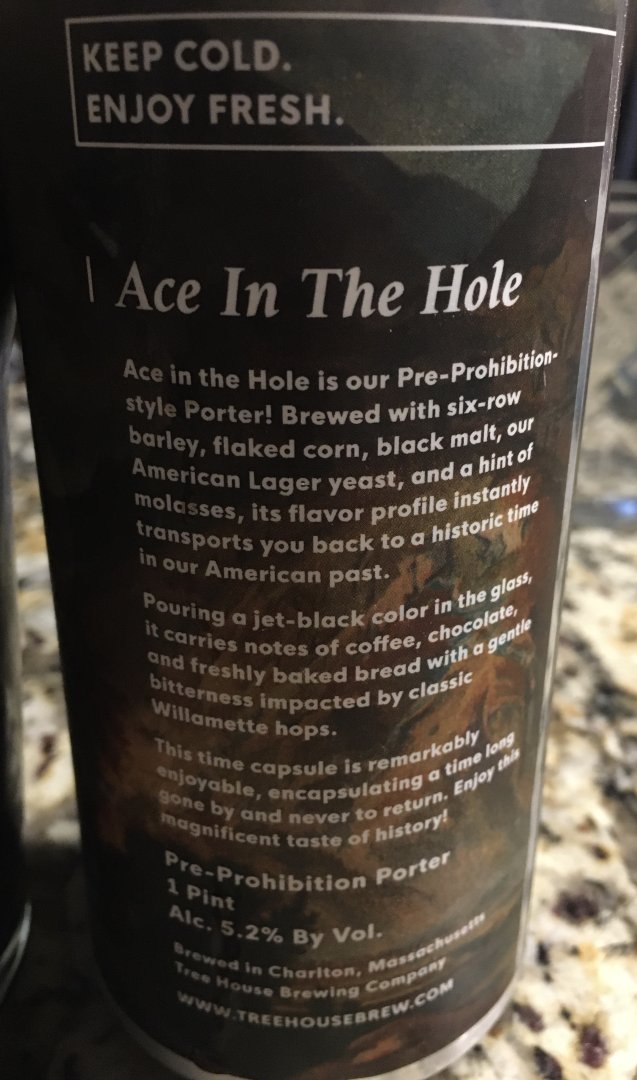 KEEP COLD.
ENJOY FRESH.
Ace In The Hole
Ace in the Hole is our Pre-Prohibition-
style Porter! Brewed with six-row
barley, flaked corn, black malt, our
American Lager yeast, and a hint of
molasses, its flavor profile instantly
transports you back to a historic time
in our American past.
Pouring a jet-black color in the glass,
it carries notes of coffee, chocolate,
and freshly baked bread with a gentle
bitterness impacted by classic
Willamette hops.
This time capsule is remarkably
enjoyable, encapsulating a time long
gone by and never to return. Enjoy this
magnificent taste of history!
Pre-Prohibition Porter
1 Pint
Alc. 5.2% By Vol.
Brewed in Charlton, Massachusetts
Tree House Brewing Company
WWW.TREEHOUSEBREW.COM